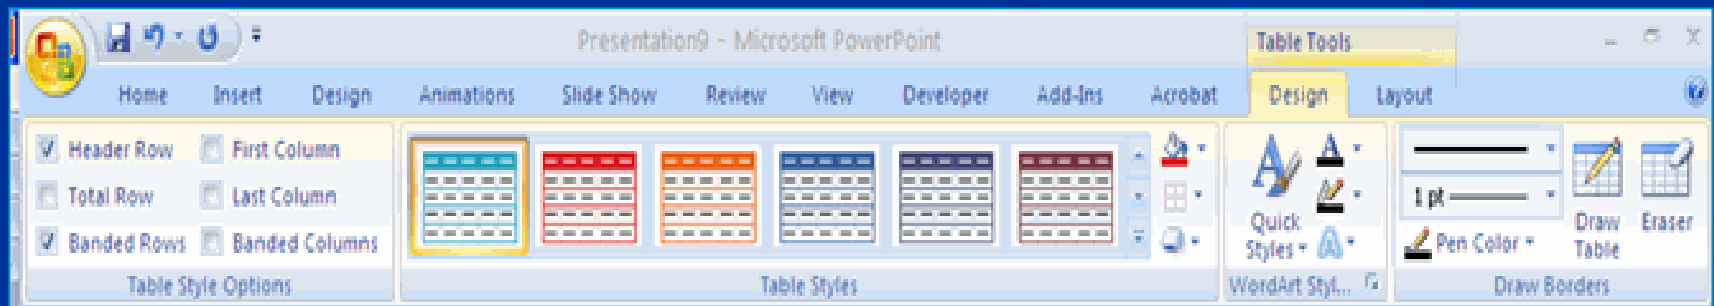 Presentation9 - Microsoft PowerPoint
Table Tools
Home Insert Design Animations Slide Show Review View Developer Add-Ins Acrobat Design Layout
Header Row First Column
Total Row Last Column
Banded Rows Banded Columns
Table Style Options
Table Styles
Quick
Styles
WordArt Styl...
1 pt
Pen Color
Draw
Table
Eraser
Draw Borders